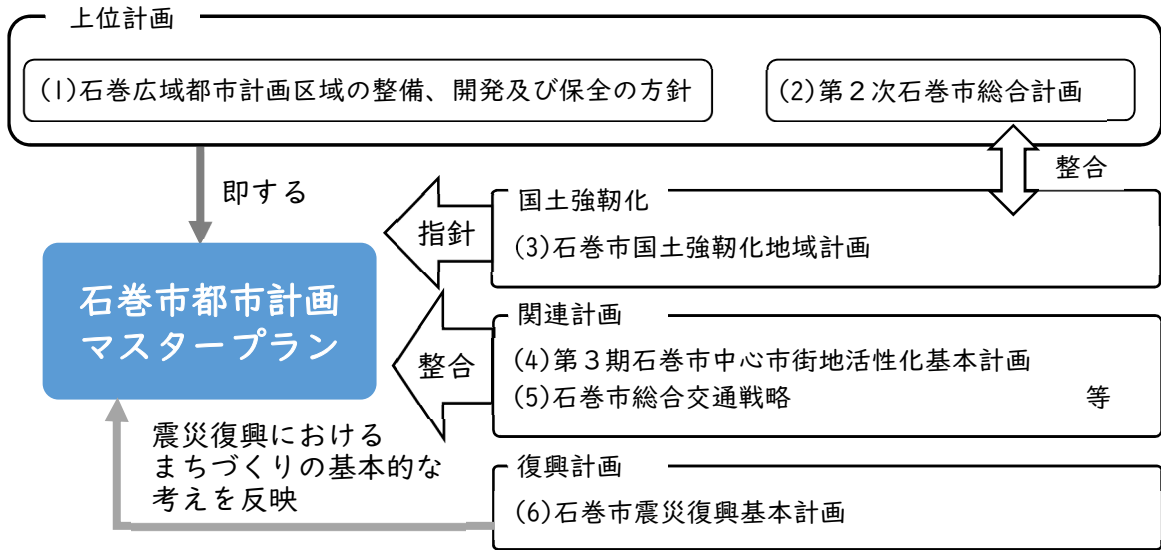 上位計画
(1)石巻広域都市計画区域の整備、開発及び保全の方針
(2)第2次石巻市総合計画
即する
整合
国土強靭化
(3)石巻市国土強靭化地域計画
指針
石巻市都市計画
マスタープラン
関連計画
(4)第3期石巻市中心市街地活性化基本計画
(5)石巻市総合交通戦略 等
整合
震災復興における
まちづくりの基本的な
考えを反映
復興計画
(6)石巻市震災復興基本計画